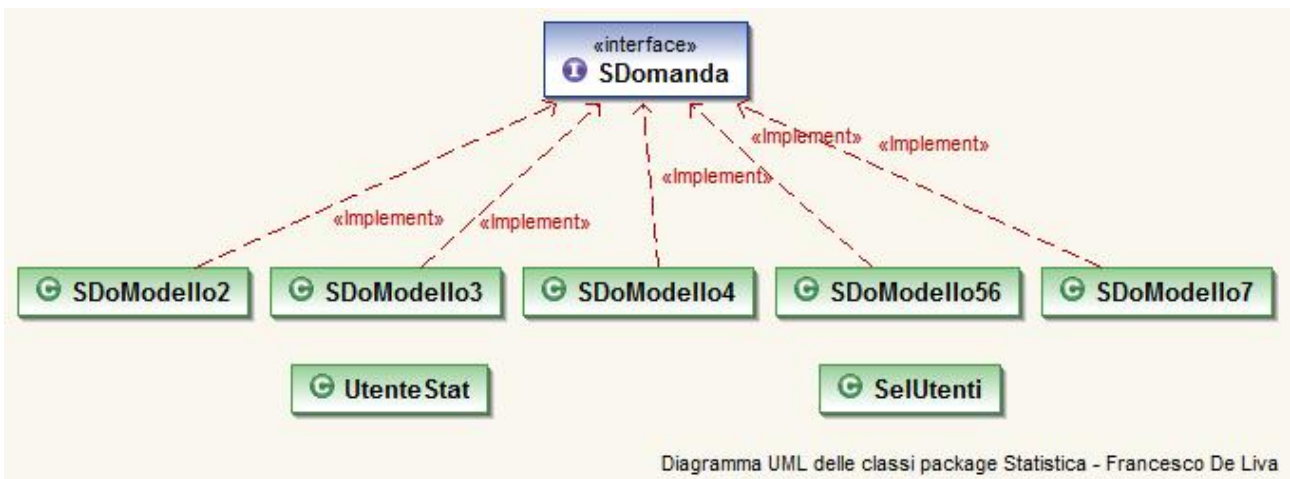 «interface»
I SDomanda
«Implement»
«Implement»
«Implement»
«Implement»
«Implement»
C SDoModello2
C SDoModello3
C SDoModello4
C SDoModello56
C SDoModello7
C UtenteStat
C SelUtenti
Diagramma UML delle classi package Statistica - Francesco De Liva